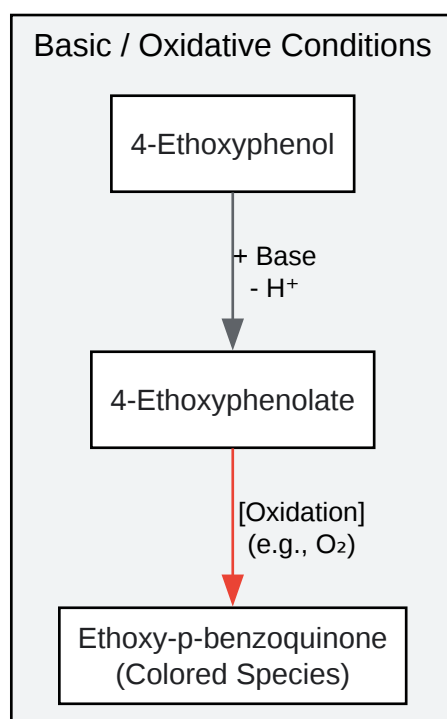 Basic / Oxidative Conditions
4-Ethoxyphenol
+ Base
- H⁺
4-Ethoxyphenolate
[Oxidation]
(e.g., O₂)
Ethoxy-p-benzoquinone
(Colored Species)